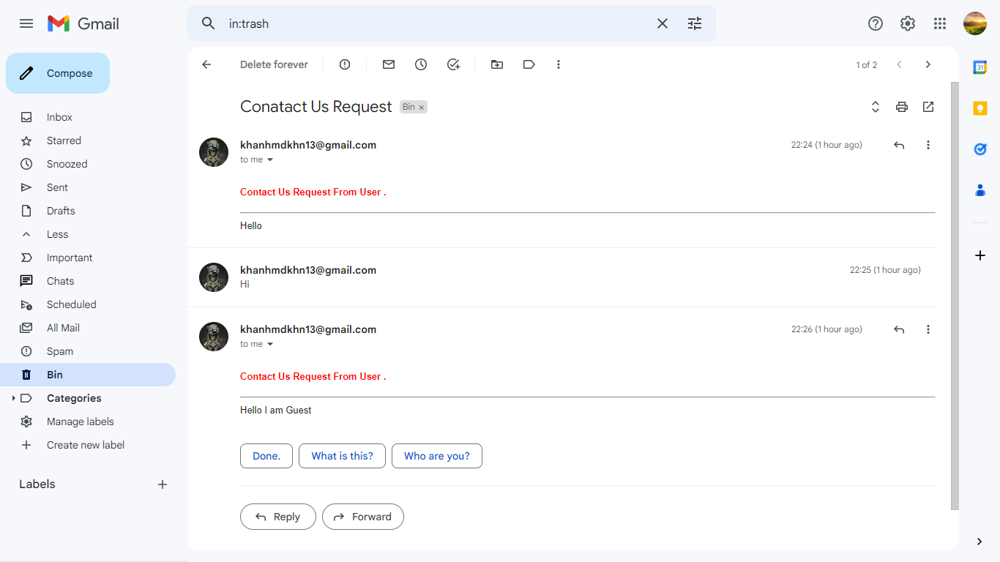 Gmail
in:trash
Compose
Inbox
Starred
Snoozed
Sent
Drafts
Less
Important
Chats
Scheduled
All Mail
Spam
Bin
Categories
Manage labels
Create new label
Labels
Delete forever
1 of 2
Conatact Us Request
Bin ×
khanhmdkhn13@gmail.com
22:24 (1 hour ago)
to me
Contact Us Request From User .
Hello
khanhmdkhn13@gmail.com
22:25 (1 hour ago)
Hi
khanhmdkhn13@gmail.com
22:26 (1 hour ago)
to me
Contact Us Request From User .
Hello I am Guest
Done.
What is this?
Who are you?
Reply
Forward
31